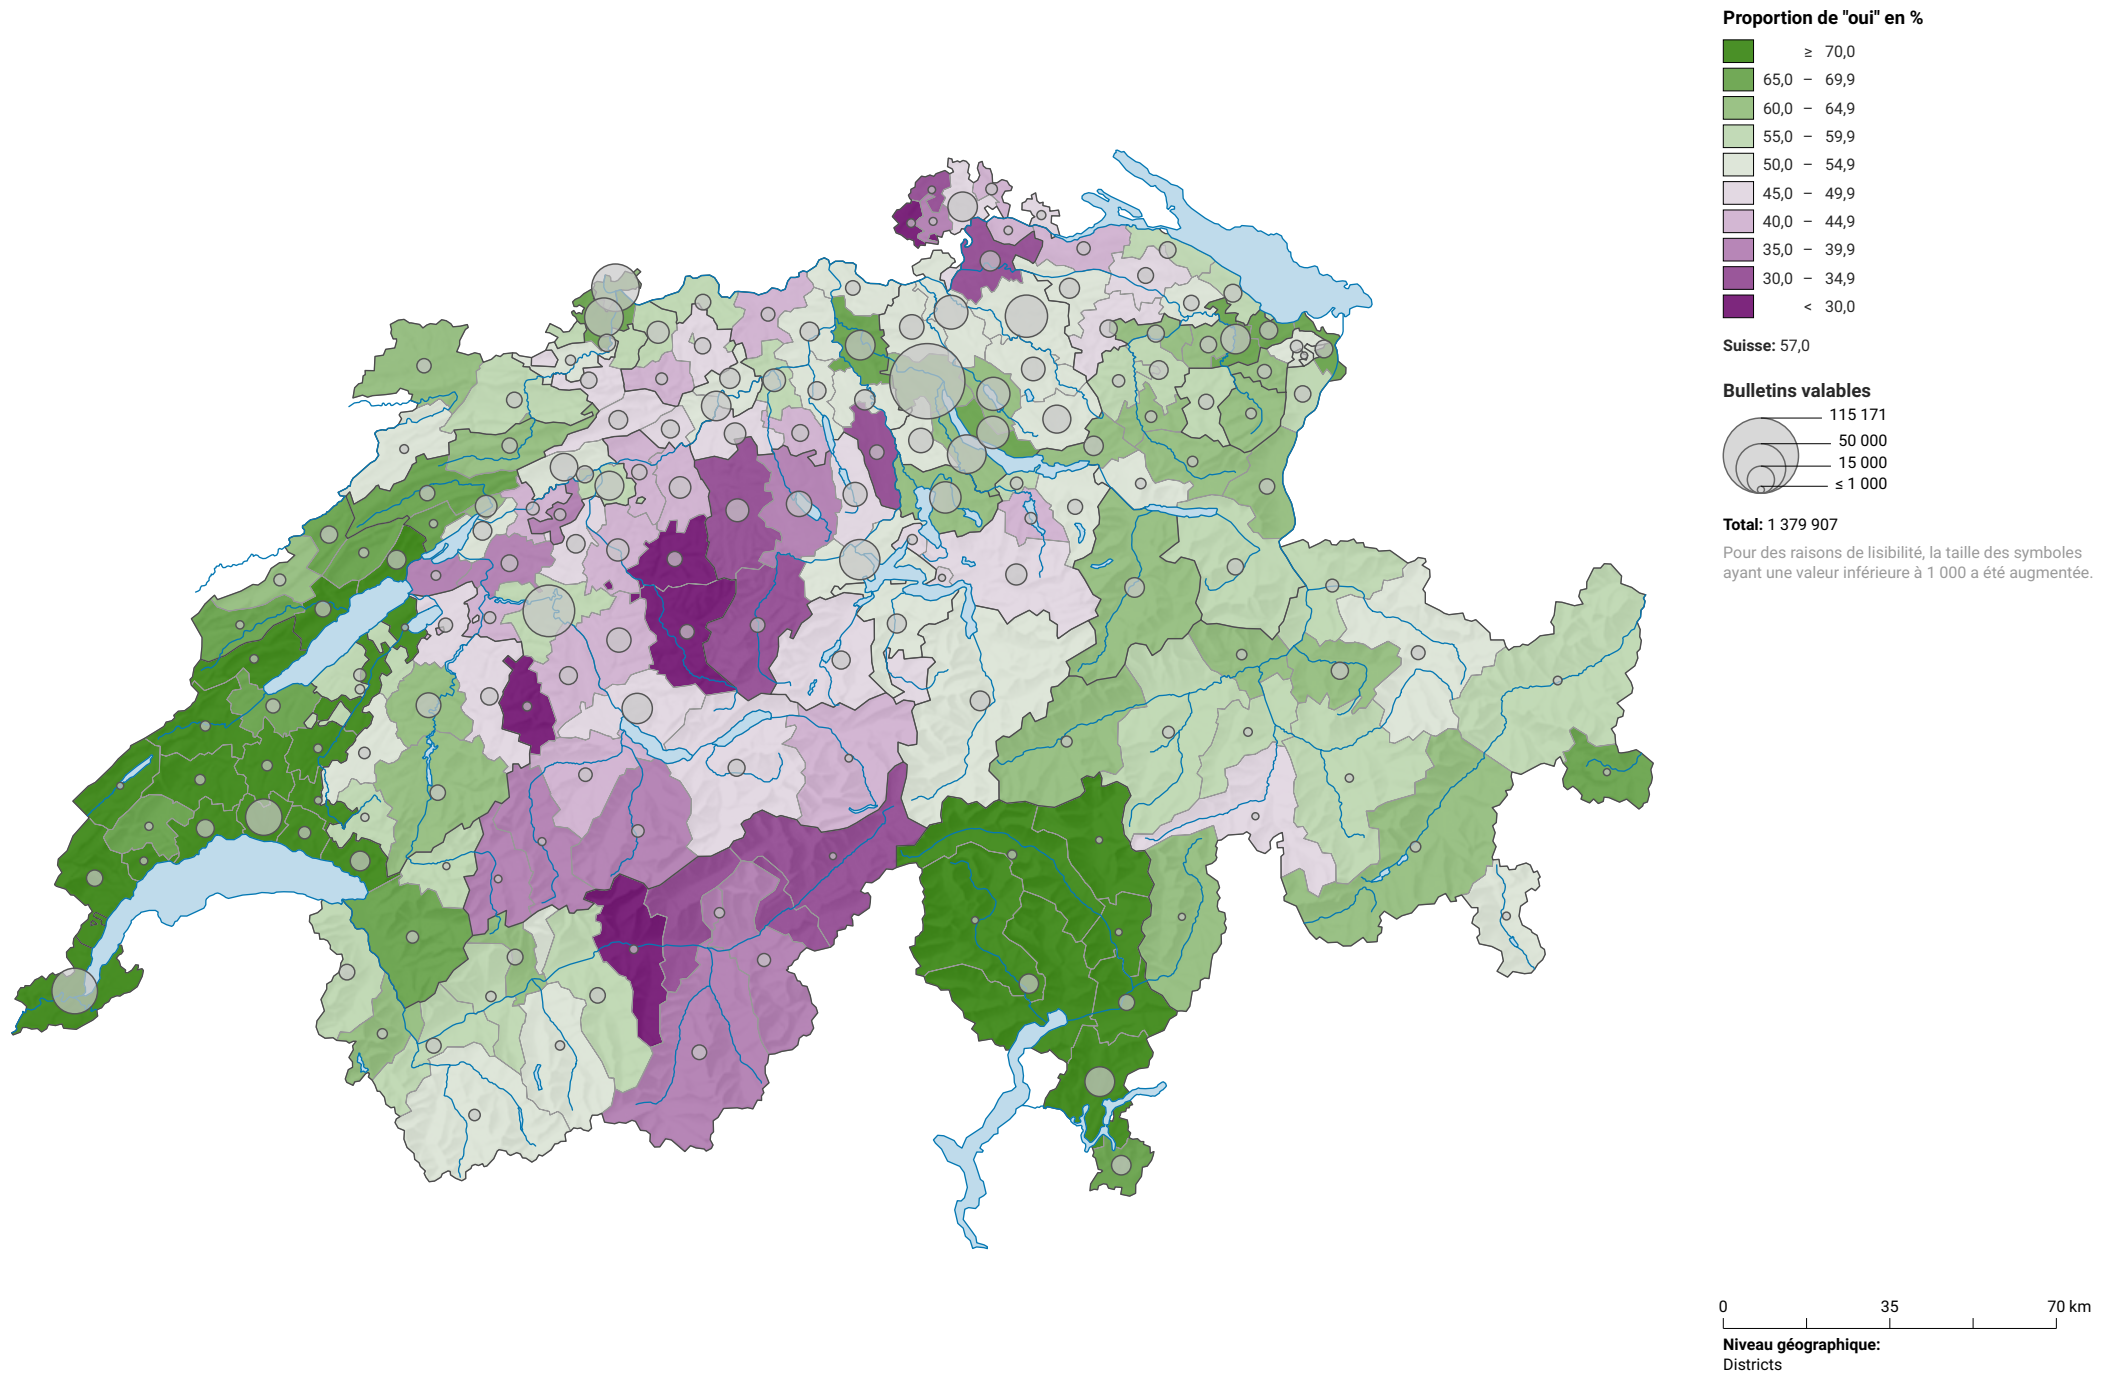 Proportion de "oui" en %
≥ 70,0
65,0 – 69,9
60,0 – 64,9
55,0 – 59,9
50,0 – 54,9
45,0 – 49,9
40,0 – 44,9
35,0 – 39,9
30,0 – 34,9
< 30,0
Suisse: 57,0
Bulletins valables
115 171
50 000
15 000
≤ 1 000
Total: 1 379 907
Pour des raisons de lisibilité, la taille des symboles
ayant une valeur inférieure à 1 000 a été augmentée.
0 35 70 km
Niveau géographique:
Districts